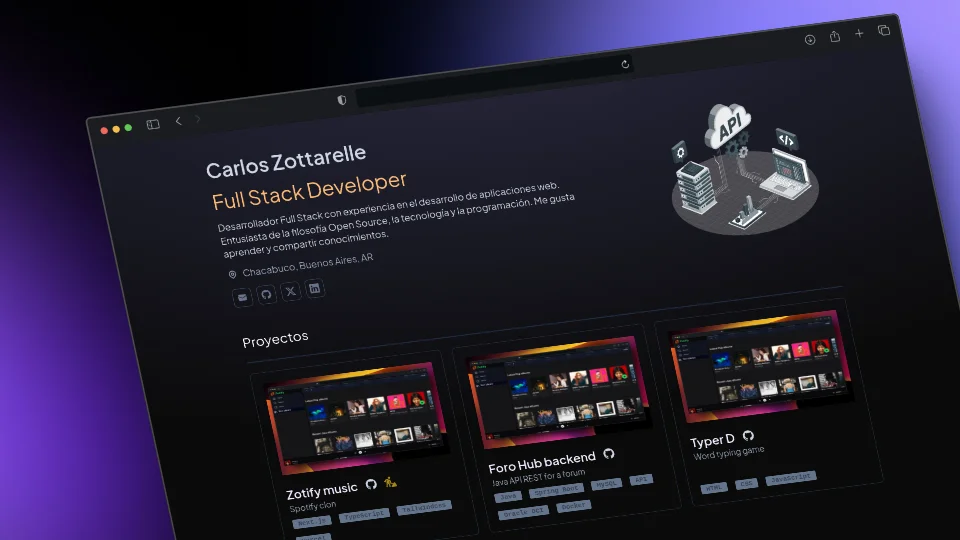 API
</>
Carlos Zottarelle
Full Stack Developer
Desarrollador Full Stack con experiencia en el desarrollo de aplicaciones web.
Entusiasta de la filosofía Open Source, la tecnología y la programación. Me gusta
aprender y compartir conocimientos.
Chacabuco, Buenos Aires, AR
Proyectos
Zotify music
Spotify clon
Next.js TypeScript Tailwindcss
Foro Hub backend
Java API REST for a forum
Java Spring Boot MySQL API
Oracle OCI Docker
Typer D
Word typing game
HTML CSS JavaScript